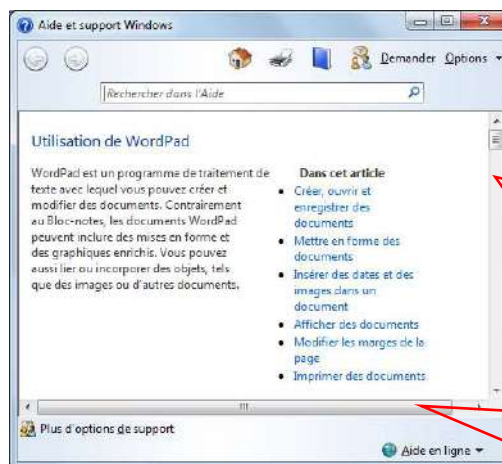 Aide et support Windows
Demander Options
Rechercher dans l'Aide
Utilisation de WordPad
WordPad est un programme de traitement de
texte avec lequel vous pouvez créer et
modifier des documents. Contrairement
au Bloc-notes, les documents WordPad
peuvent inclure des mises en forme et
des graphiques enrichis. Vous pouvez
aussi lier ou incorporer des objets, tels
que des images ou d'autres documents.
Dans cet article
Créer, ouvrir et
enregistrer des
documents
Mettre en forme des
documents
Insérer des dates et des
images dans un
document
Afficher des documents
Modifier les marges de la
page
Imprimer des documents
Plus d'options de support
Aide en ligne